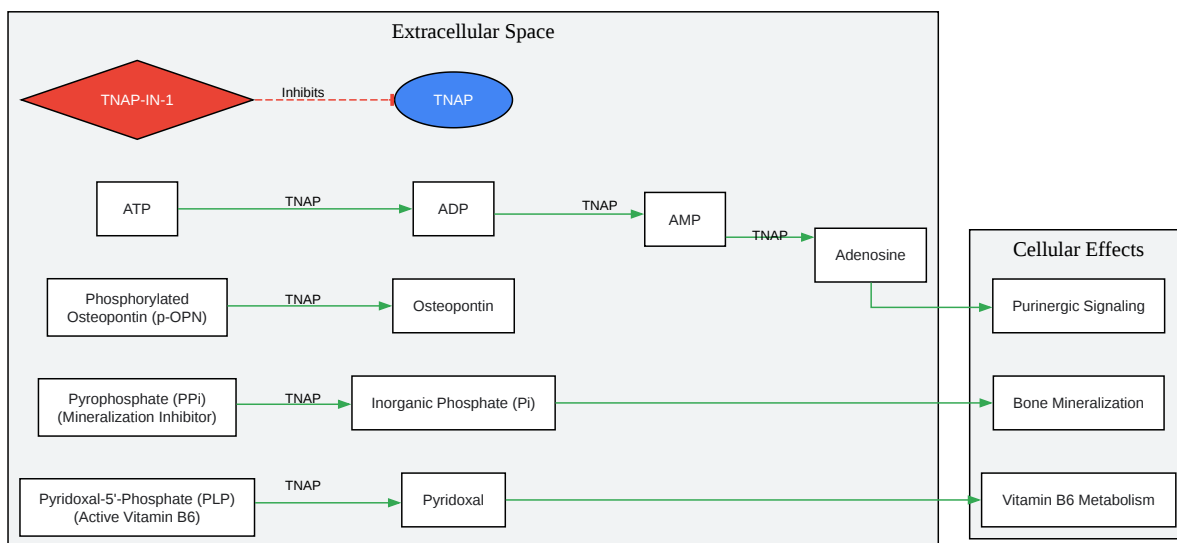 Extracellular Space
TNAP-IN-1
Inhibits
TNAP
ATP
TNAP
ADP
TNAP
AMP
TNAP
Adenosine
Cellular Effects
Phosphorylated
Osteopontin (p-OPN)
TNAP
Osteopontin
Purinergic Signaling
Pyrophosphate (PPi)
(Mineralization Inhibitor)
TNAP
Inorganic Phosphate (Pi)
Bone Mineralization
Pyridoxal-5'-Phosphate (PLP)
(Active Vitamin B6)
TNAP
Pyridoxal
Vitamin B6 Metabolism